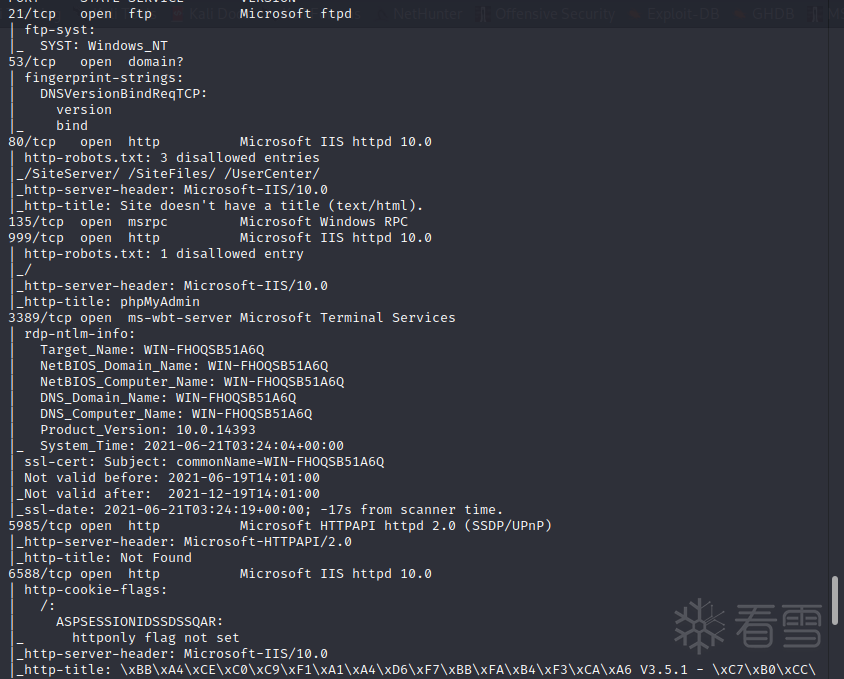 NetHunter Offensive Security Exploit-DB GHDB
21/tcp   open  ftp           Microsoft ftpd
| ftp-syst:
|_  SYST: Windows_NT
53/tcp   open  domain?
| fingerprint-strings:
|   DNSVersionBindReqTCP:
|     version
|_    bind
80/tcp   open  http          Microsoft IIS httpd 10.0
| http-robots.txt: 3 disallowed entries
|_/SiteServer/ /SiteFiles/ /UserCenter/
|_http-server-header: Microsoft-IIS/10.0
|_http-title: Site doesn't have a title (text/html).
135/tcp  open  msrpc         Microsoft Windows RPC
999/tcp  open  http          Microsoft IIS httpd 10.0
| http-robots.txt: 1 disallowed entry
|_/
|_http-server-header: Microsoft-IIS/10.0
|_http-title: phpMyAdmin
3389/tcp open  ms-wbt-server Microsoft Terminal Services
| rdp-ntlm-info:
|   Target_Name: WIN-FHOQSB51A6Q
|   NetBIOS_Domain_Name: WIN-FHOQSB51A6Q
|   NetBIOS_Computer_Name: WIN-FHOQSB51A6Q
|   DNS_Domain_Name: WIN-FHOQSB51A6Q
|   DNS_Computer_Name: WIN-FHOQSB51A6Q
|   Product_Version: 10.0.14393
|_  System_Time: 2021-06-21T03:24:04+00:00
| ssl-cert: Subject: commonName=WIN-FHOQSB51A6Q
| Not valid before: 2021-06-19T14:01:00
|_Not valid after:  2021-12-19T14:01:00
|_ssl-date: 2021-06-21T03:24:19+00:00; -17s from scanner time.
5985/tcp open  http          Microsoft HTTPAPI httpd 2.0 (SSDP/UPnP)
|_http-server-header: Microsoft-HTTPAPI/2.0
|_http-title: Not Found
6588/tcp open  http          Microsoft IIS httpd 10.0
| http-cookie-flags:
|   /:
|     ASPSESSIONIDSSDSSQAR:
|_      httponly flag not set
|_http-server-header: Microsoft-IIS/10.0
|_http-title: \xBB\xA4\xCE\xC0\xC9\xF1\xA1\xA4\xD6\xF7\xBB\xFA\xB4\xF3\xCA\xA6 V3.5.1 - \xC7\xB0\xCC\
看雪